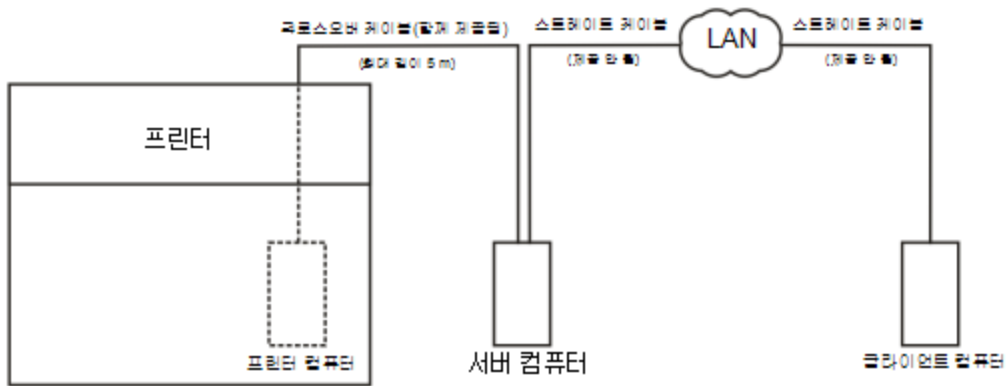 크로스오버 케이블(함께 제공됨)
(최대 길이 5 m)
스트레이트 케이블
(제공 안 됨)
LAN
스트레이트 케이블
(제공 안 됨)
프린터
프린터 컴퓨터
서버 컴퓨터
클라이언트 컴퓨터